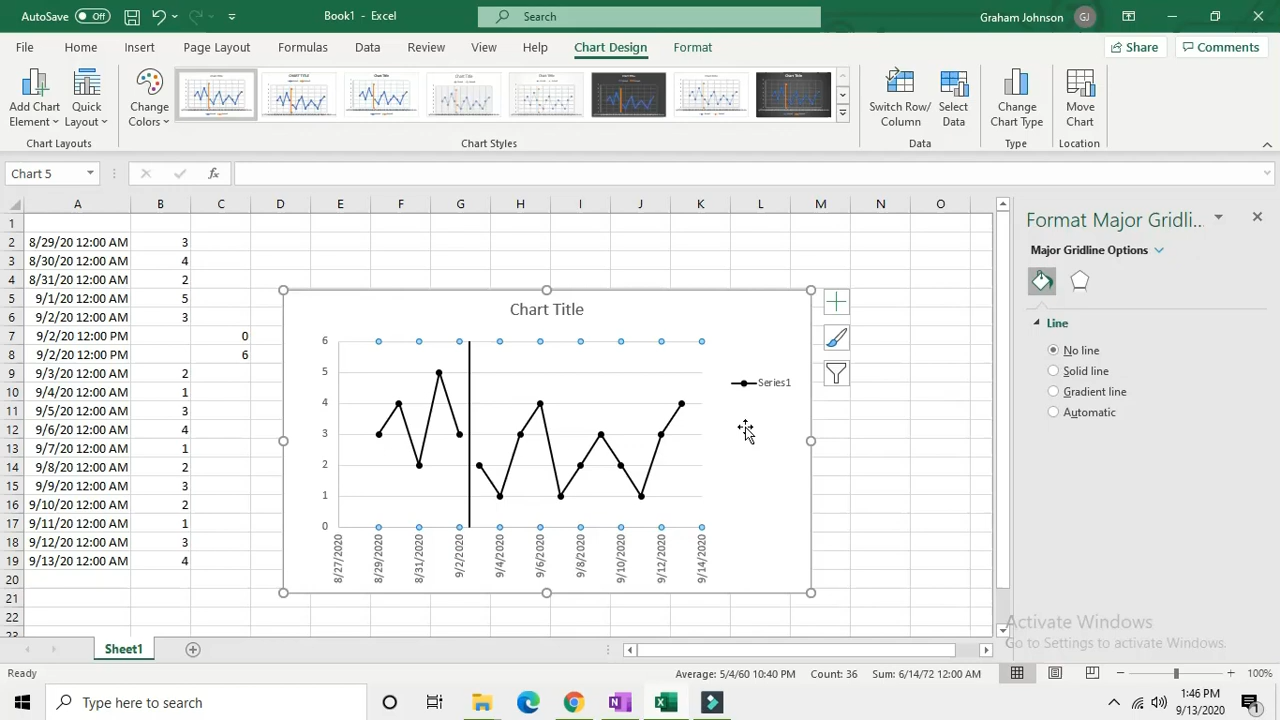 AutoSave Off Book1 - Excel Search Graham Johnson GJ
File Home Insert Page Layout Formulas Data Review View Help Chart Design Format Share Comments
Add Chart Element Quick Layout Change Colors Switch Row/ Column Select Data Change Chart Type Move Chart
Chart Layouts Chart Styles Data Type Location
Chart 5 fx
A B C D E F G H I J K L M N O
1
2 8/29/20 12:00 AM 3
3 8/30/20 12:00 AM 4
4 8/31/20 12:00 AM 2
5 9/1/20 12:00 AM 5
6 9/2/20 12:00 AM 3
7 9/2/20 12:00 PM 0
8 9/2/20 12:00 PM 6
9 9/3/20 12:00 AM 2
10 9/4/20 12:00 AM 1
11 9/5/20 12:00 AM 3
12 9/6/20 12:00 AM 4
13 9/7/20 12:00 AM 1
14 9/8/20 12:00 AM 2
15 9/9/20 12:00 AM 3
16 9/10/20 12:00 AM 2
17 9/11/20 12:00 AM 1
18 9/12/20 12:00 AM 3
19 9/13/20 12:00 AM 4
20
21
22
23
Chart Title
6
5
4
3
2
1
0
8/27/2020 8/29/2020 8/31/2020 9/2/2020 9/4/2020 9/6/2020 9/8/2020 9/10/2020 9/12/2020 9/14/2020
Series1
Format Major Gridli...
Major Gridline Options
Line
No line
Solid line
Gradient line
Automatic
Activate Windows
Go to Settings to activate Windows.
Sheet1
Ready Average: 5/4/60 10:40 PM Count: 36 Sum: 6/14/72 12:00 AM 100%
Type here to search 1:46 PM
9/13/2020 1